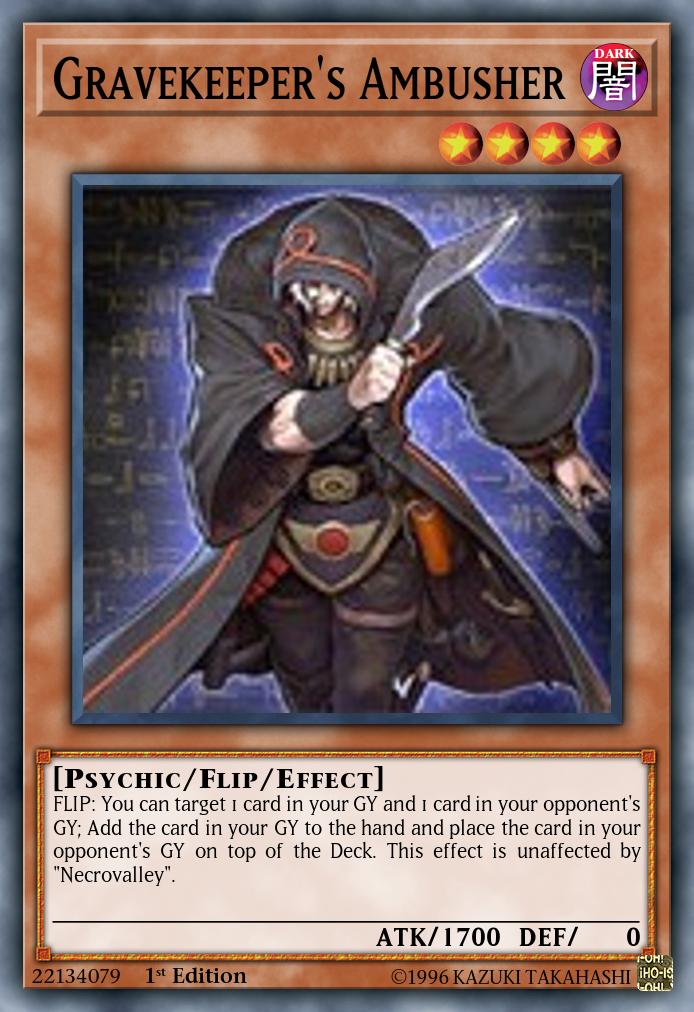 GRAVEKEEPER'S AMBUSHER
DARK
闇
[PSYCHIC/FLIP/EFFECT]
FLIP: You can target 1 card in your GY and 1 card in your opponent's
GY; Add the card in your GY to the hand and place the card in your
opponent's GY on top of the Deck. This effect is unaffected by
"Necrovalley".
ATK/1700 DEF/ 0
22134079 1st Edition ©1996 KAZUKI TAKAHASHI